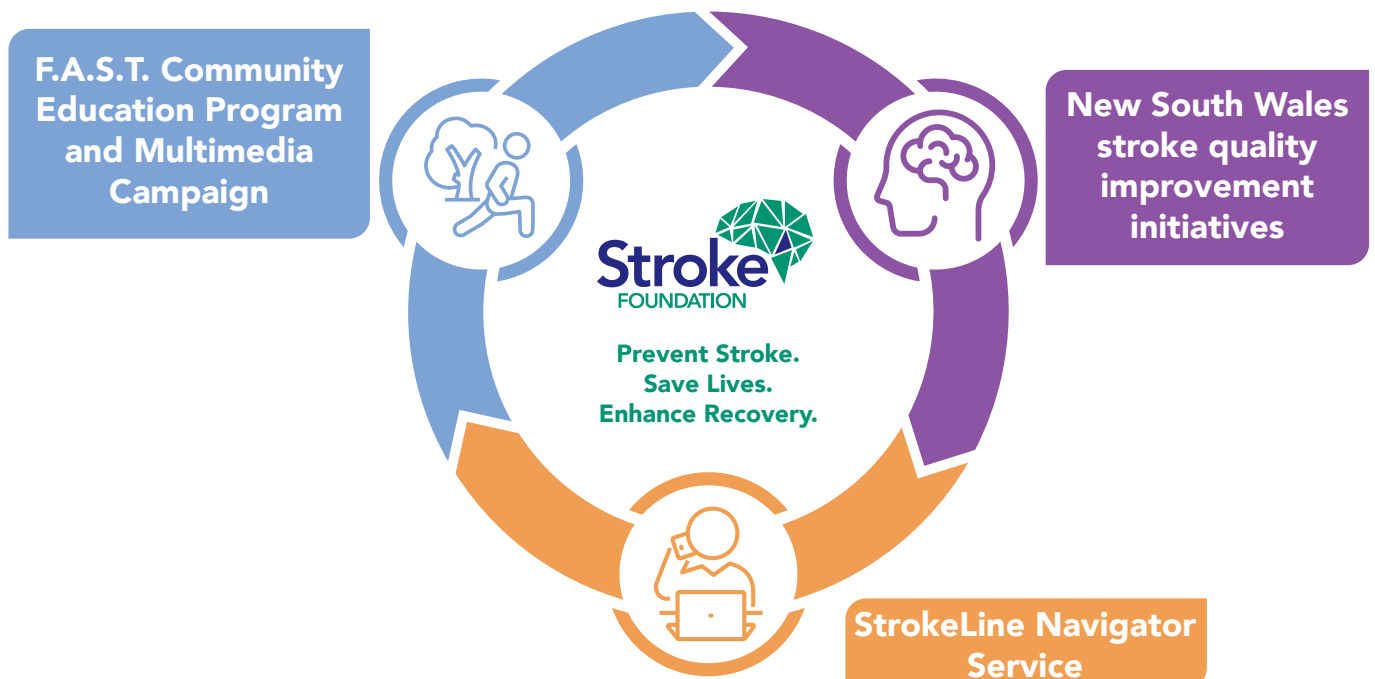 F.A.S.T. Community
Education Program
and Multimedia
Campaign
New South Wales
stroke quality
improvement
initiatives
Stroke
FOUNDATION
Prevent Stroke.
Save Lives.
Enhance Recovery.
StrokeLine Navigator
Service